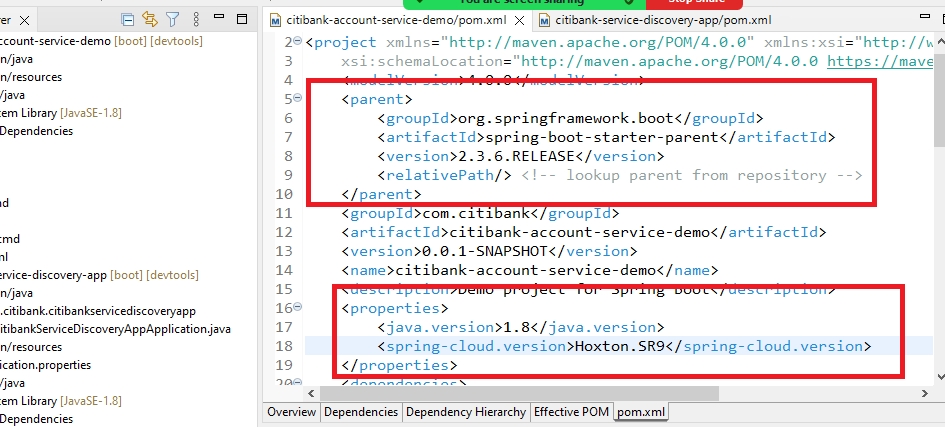 You are screen sharing Stop Share
citibank-account-service-demo/pom.xml citibank-service-discovery-app/pom.xml
ccount-service-demo [boot] [devtools]
n/java
n/resources
/java
tem Library [JavaSE-1.8]
Dependencies
nd
cmd
ml
ervice-discovery-app [boot] [devtools]
n/java
.citibank.citibankservicediscoveryapp
itibankServiceDiscoveryAppApplication.java
n/resources
lication.properties
/java
tem Library [JavaSE-1.8]
Dependencies
2 <project xmlns="http://maven.apache.org/POM/4.0.0" xmlns:xsi="http://w
3 xsi:schemaLocation="http://maven.apache.org/POM/4.0.0 https://mave
4 <modelVersion>4.0.0</modelVersion>
5 <parent>
6 <groupId>org.springframework.boot</groupId>
7 <artifactId>spring-boot-starter-parent</artifactId>
8 <version>2.3.6.RELEASE</version>
9 <relativePath/> <!-- lookup parent from repository -->
10 </parent>
11 <groupId>com.citibank</groupId>
12 <artifactId>citibank-account-service-demo</artifactId>
13 <version>0.0.1-SNAPSHOT</version>
14 <name>citibank-account-service-demo</name>
15 <description>Demo project for Spring Boot</description>
16 <properties>
17 <java.version>1.8</java.version>
18 <spring-cloud.version>Hoxton.SR9</spring-cloud.version>
19 </properties>
20 <dependencies>
Overview Dependencies Dependency Hierarchy Effective POM pom.xml